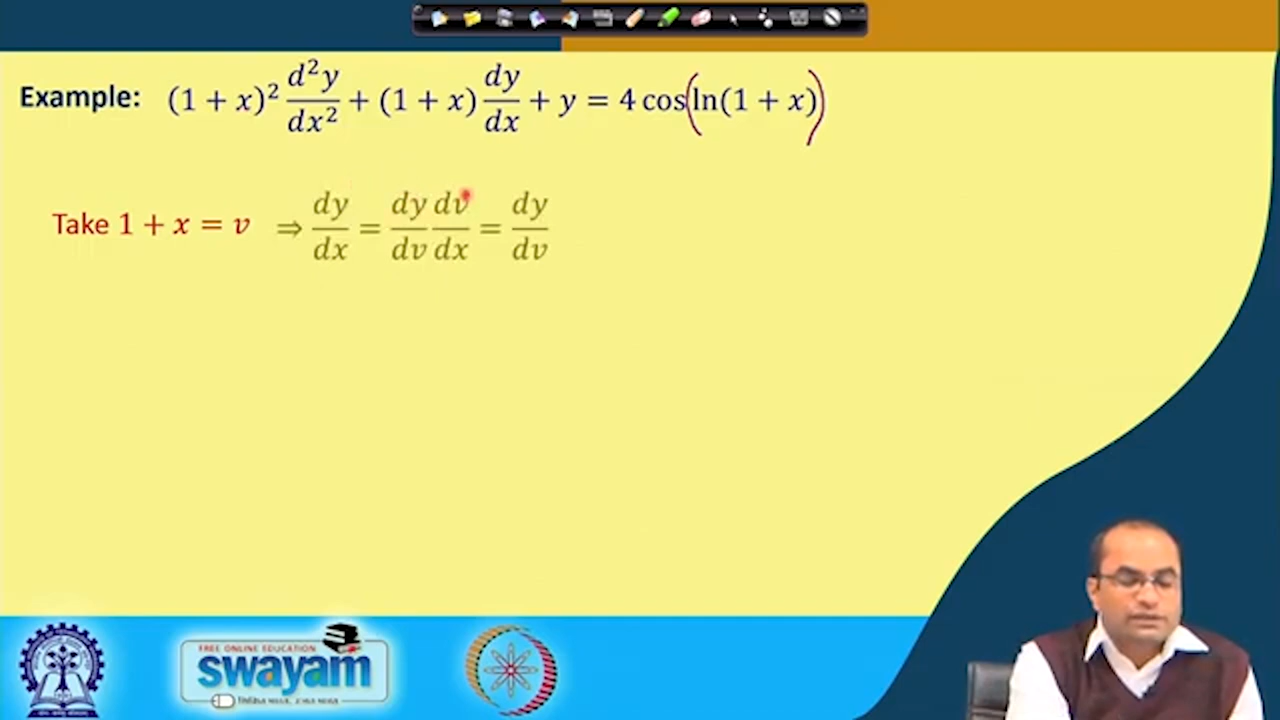 Example: (1 + x)² d²y/dx² + (1 + x) dy/dx + y = 4 cos(ln(1 + x))
Take 1 + x = v ⇒ dy/dx = dy/dv dv/dx = dy/dv
FREE ONLINE EDUCATION
swayam